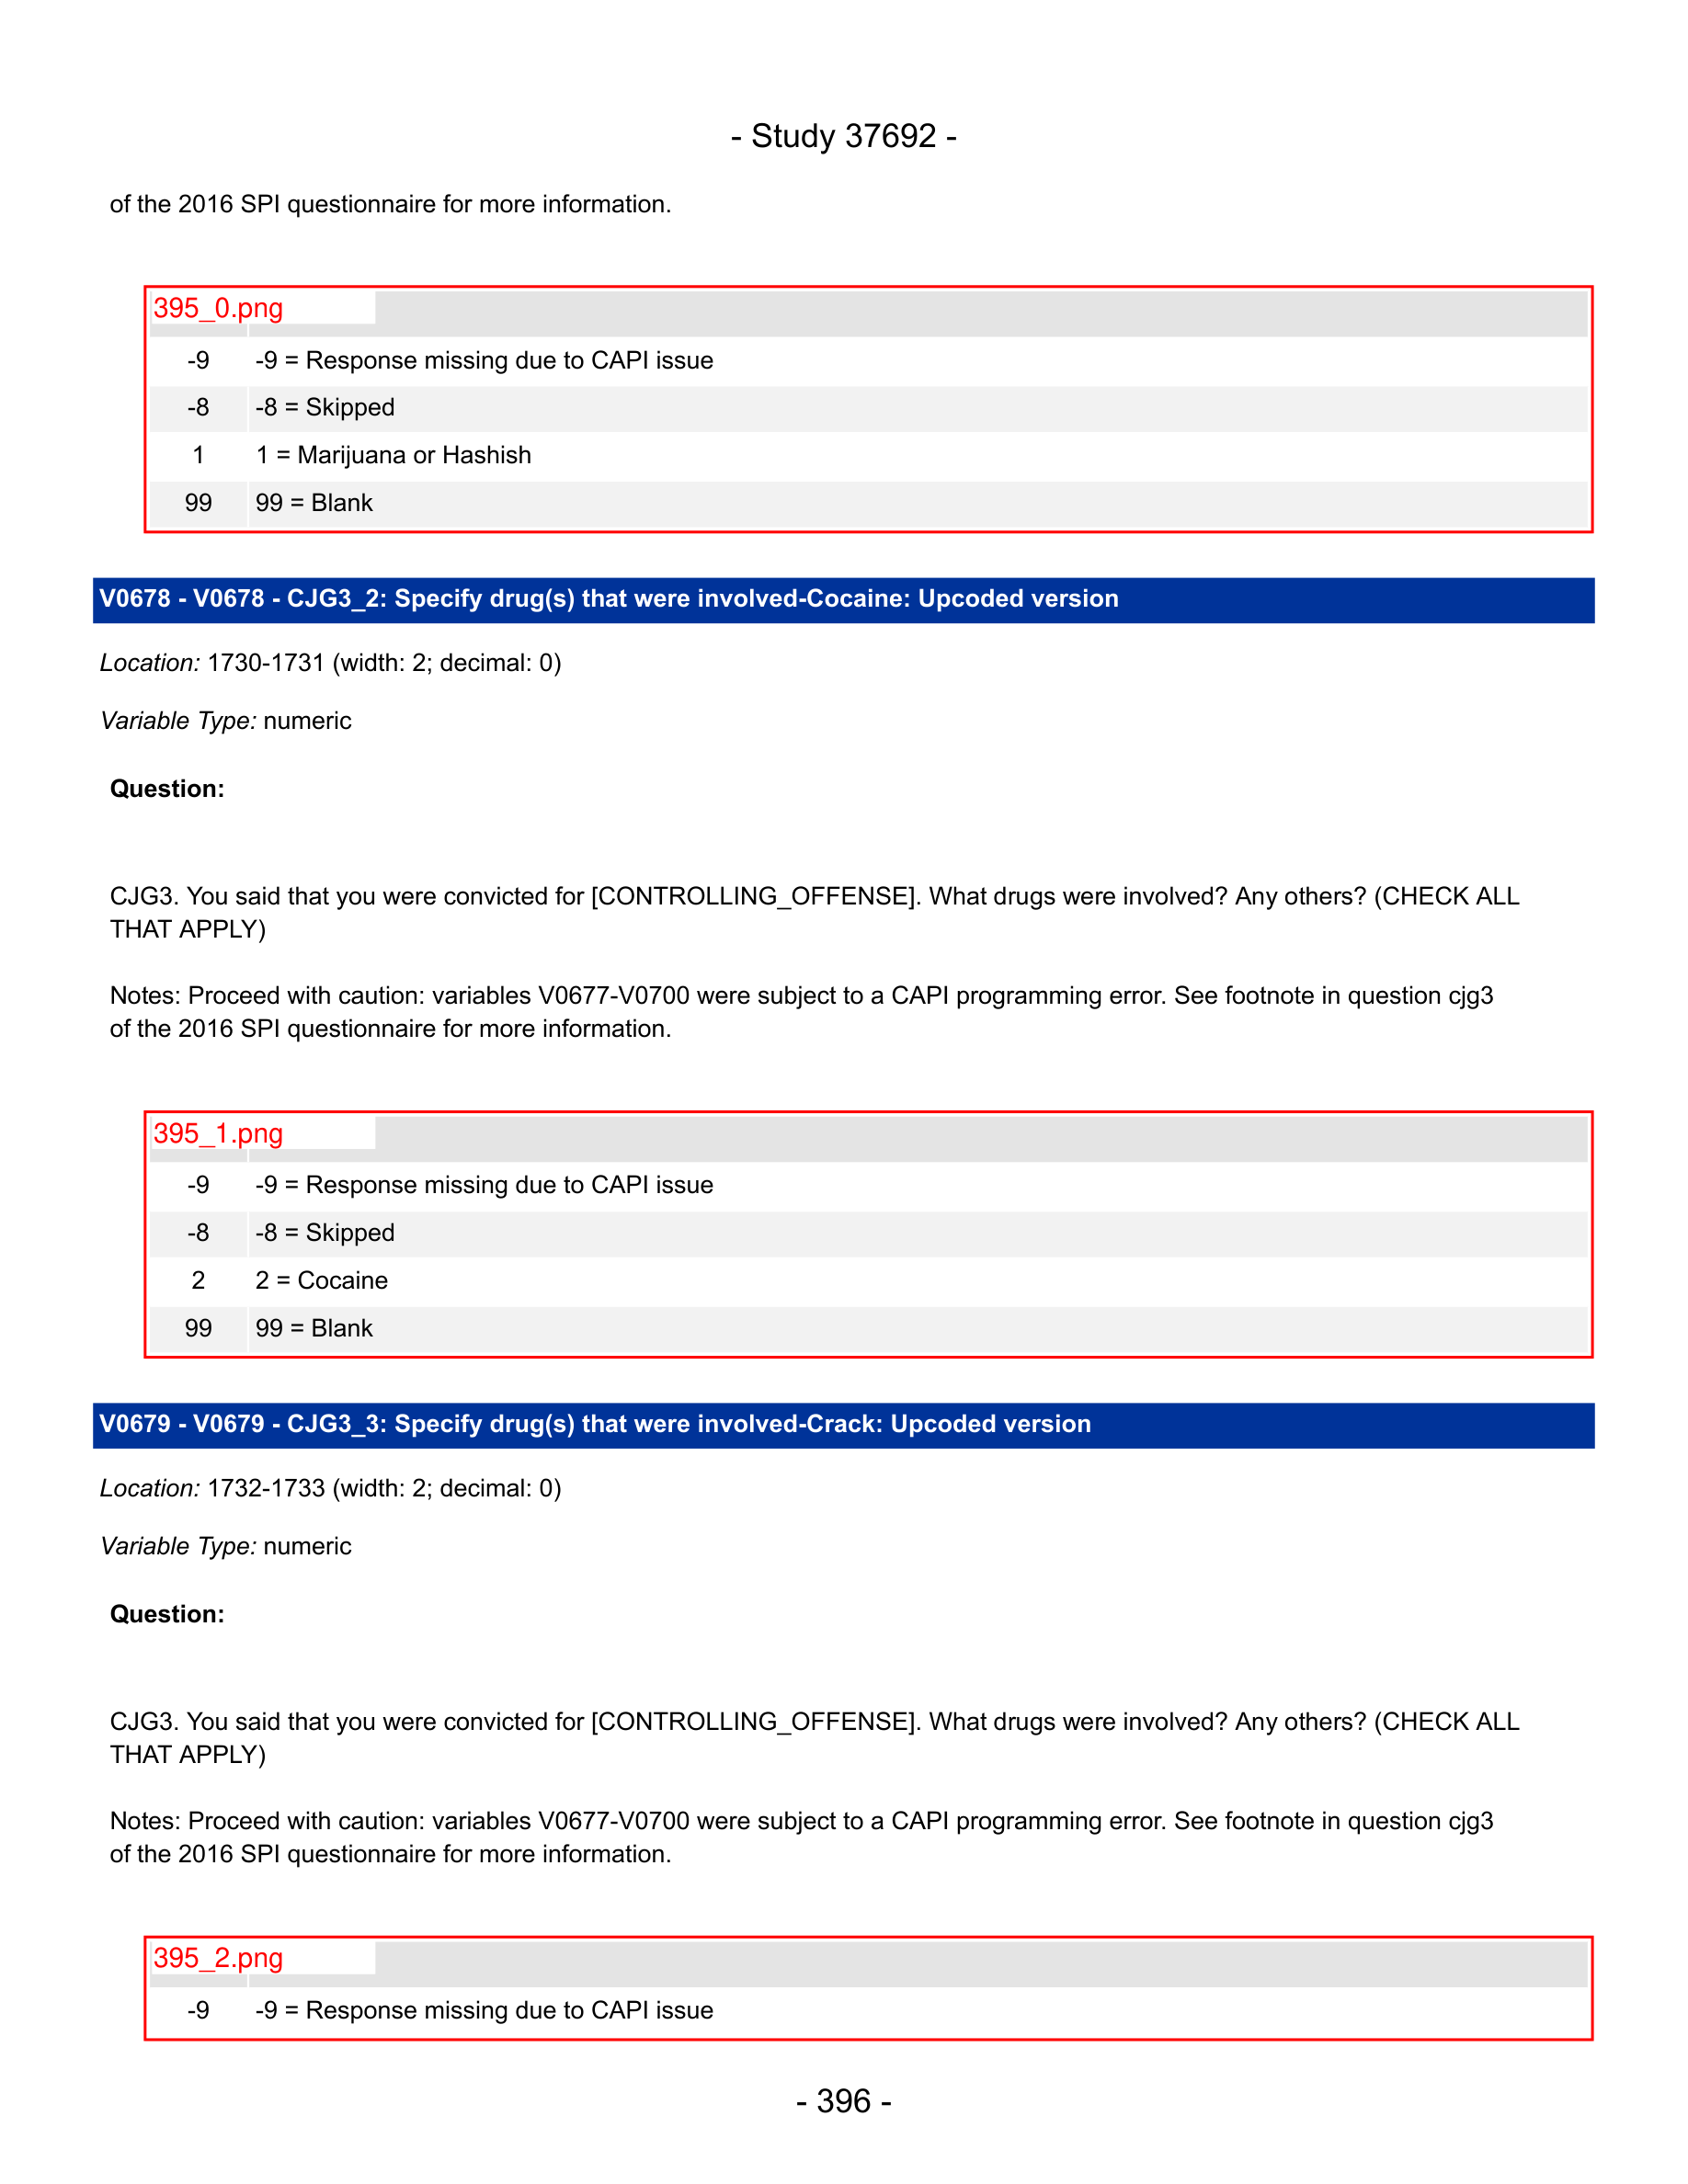 - Study 37692 -
of the 2016 SPI questionnaire for more information.
395_0.png
-9 -9 = Response missing due to CAPI issue
-8 -8 = Skipped
1 1 = Marijuana or Hashish
99 99 = Blank
V0678 - V0678 - CJG3_2: Specify drug(s) that were involved-Cocaine: Upcoded version
Location: 1730-1731 (width: 2; decimal: 0)
Variable Type: numeric
Question:
CJG3. You said that you were convicted for [CONTROLLING_OFFENSE]. What drugs were involved? Any others? (CHECK ALL
THAT APPLY)
Notes: Proceed with caution: variables V0677-V0700 were subject to a CAPI programming error. See footnote in question cjg3
of the 2016 SPI questionnaire for more information.
395_1.png
-9 -9 = Response missing due to CAPI issue
-8 -8 = Skipped
2 2 = Cocaine
99 99 = Blank
V0679 - V0679 - CJG3_3: Specify drug(s) that were involved-Crack: Upcoded version
Location: 1732-1733 (width: 2; decimal: 0)
Variable Type: numeric
Question:
CJG3. You said that you were convicted for [CONTROLLING_OFFENSE]. What drugs were involved? Any others? (CHECK ALL
THAT APPLY)
Notes: Proceed with caution: variables V0677-V0700 were subject to a CAPI programming error. See footnote in question cjg3
of the 2016 SPI questionnaire for more information.
395_2.png
-9 -9 = Response missing due to CAPI issue
- 396 -